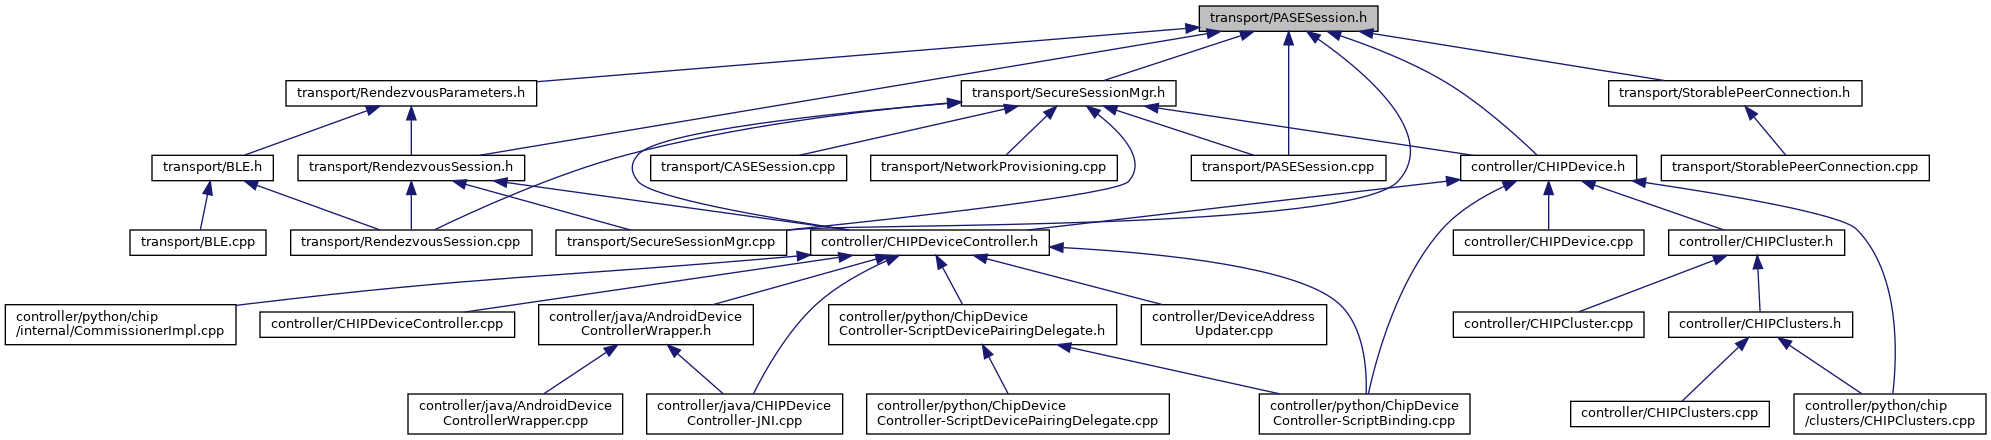 transport/PASESession.h
transport/RendezvousParameters.h
transport/SecureSessionMgr.h
transport/StorablePeerConnection.h
transport/BLE.h
transport/RendezvousSession.h
transport/CASESession.cpp
transport/NetworkProvisioning.cpp
transport/PASESession.cpp
controller/CHIPDevice.h
transport/StorablePeerConnection.cpp
transport/BLE.cpp
transport/RendezvousSession.cpp
transport/SecureSessionMgr.cpp
controller/CHIPDeviceController.h
controller/CHIPDevice.cpp
controller/CHIPCluster.h
controller/python/chip
/internal/CommissionerImpl.cpp
controller/CHIPDeviceController.cpp
controller/java/AndroidDevice
ControllerWrapper.h
controller/python/ChipDevice
Controller-ScriptDevicePairingDelegate.h
controller/DeviceAddress
Updater.cpp
controller/CHIPCluster.cpp
controller/CHIPClusters.h
controller/java/AndroidDevice
ControllerWrapper.cpp
controller/java/CHIPDevice
Controller-JNI.cpp
controller/python/ChipDevice
Controller-ScriptDevicePairingDelegate.cpp
controller/python/ChipDevice
Controller-ScriptBinding.cpp
controller/CHIPClusters.cpp
controller/python/chip
/clusters/CHIPClusters.cpp